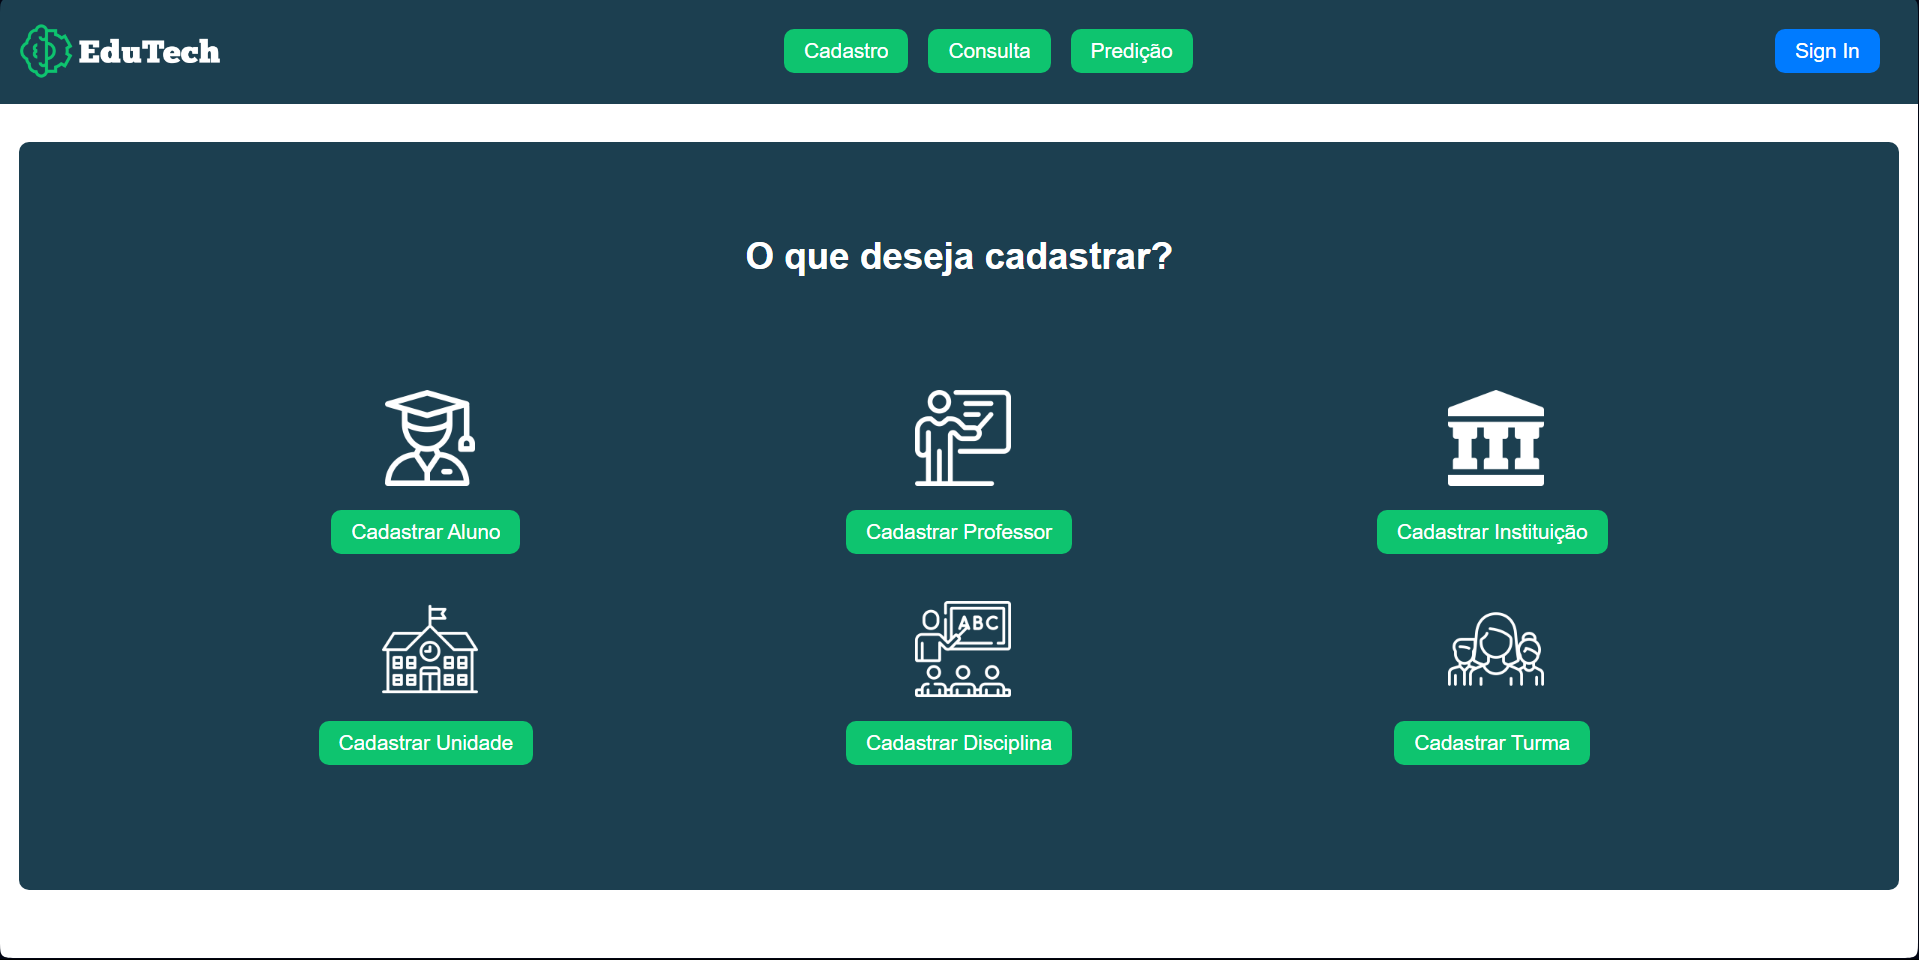 EduTech
Cadastro Consulta Predição
Sign In
O que deseja cadastrar?
Cadastrar Aluno
Cadastrar Professor
Cadastrar Instituição
ABC
Cadastrar Unidade
Cadastrar Disciplina
Cadastrar Turma